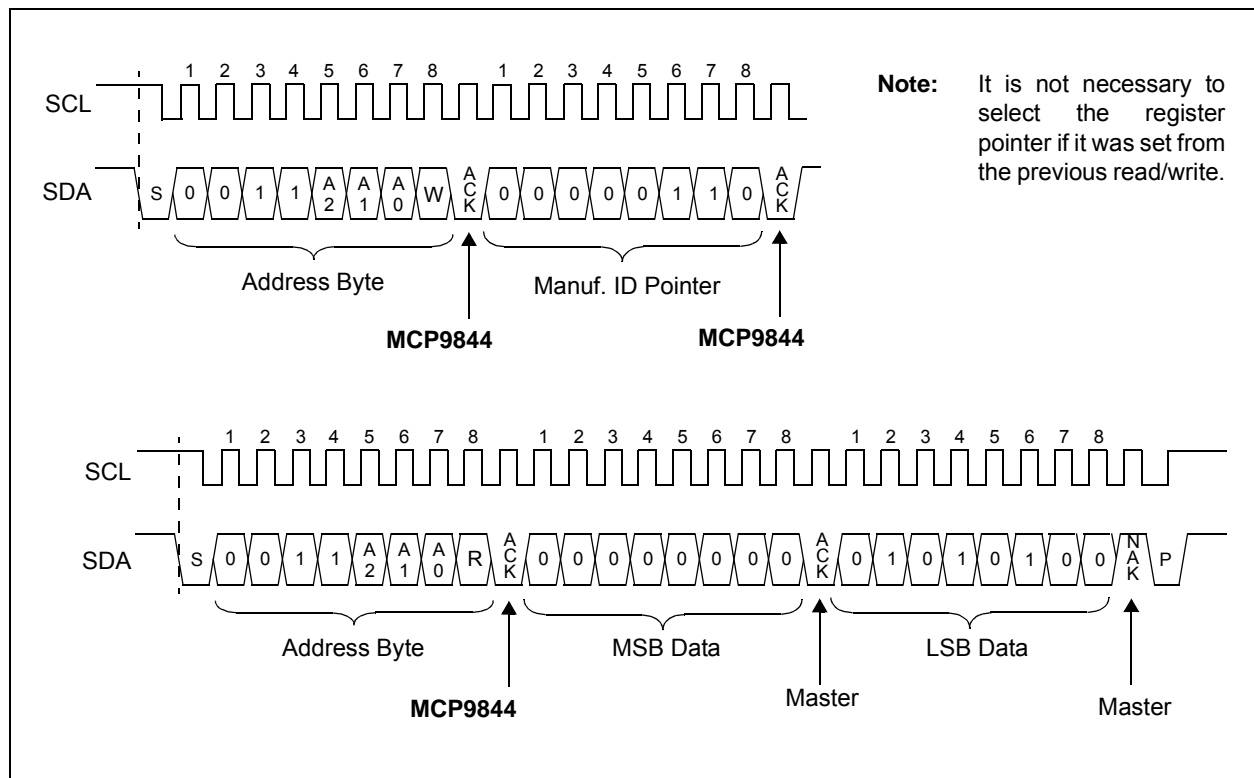 1 2 3 4 5 6 7 8 1 2 3 4 5 6 7 8
SCL
SDA
S 0 0 1 1 A2 A1 A0 W ACK 0 0 0 0 0 1 1 0 ACK
Address Byte
Manuf. ID Pointer
MCP9844
MCP9844
Note: It is not necessary to
select the register
pointer if it was set from
the previous read/write.
1 2 3 4 5 6 7 8 1 2 3 4 5 6 7 8 1 2 3 4 5 6 7 8
SCL
SDA
S 0 0 1 1 A2 A1 A0 R ACK 0 0 0 0 0 0 0 0 ACK 0 1 0 1 0 1 0 0 NAK P
Address Byte
MSB Data
LSB Data
MCP9844
Master
Master